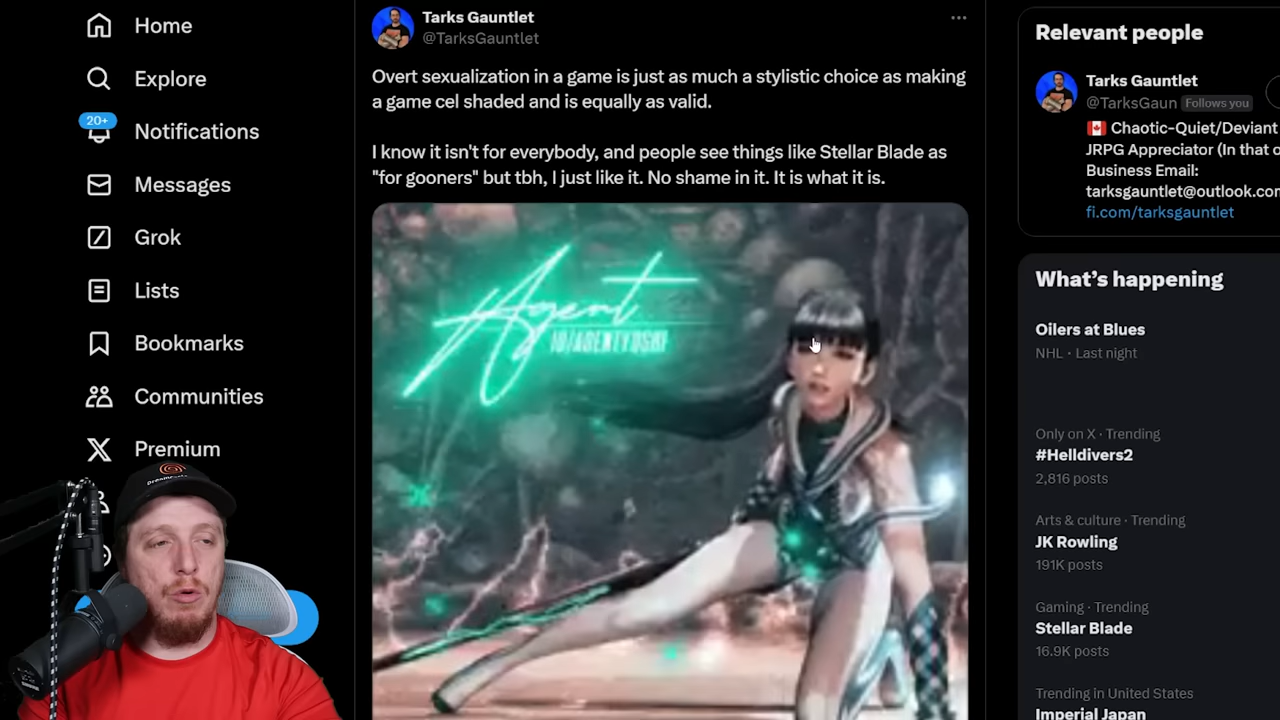 Home
Explore
20+
Notifications
Messages
Grok
Lists
Bookmarks
Communities
Premium
Tarks Gauntlet
@TarksGauntlet
Overt sexualization in a game is just as much a stylistic choice as making
a game cel shaded and is equally as valid.
I know it isn't for everybody, and people see things like Stellar Blade as
"for gooners" but tbh, I just like it. No shame in it. It is what it is.
Agent
IG/AGENTYOSHI
Relevant people
Tarks Gauntlet
@TarksGaun Follows you
Chaotic-Quiet/Deviant
JRPG Appreciator (In that o
Business Email:
tarksgauntlet@outlook.com
fi.com/tarksgauntlet
What's happening
Oilers at Blues
NHL · Last night
Only on X · Trending
#Helldivers2
2,816 posts
Arts & culture · Trending
JK Rowling
191K posts
Gaming · Trending
Stellar Blade
16.9K posts
Trending in United States
Imperial Japan